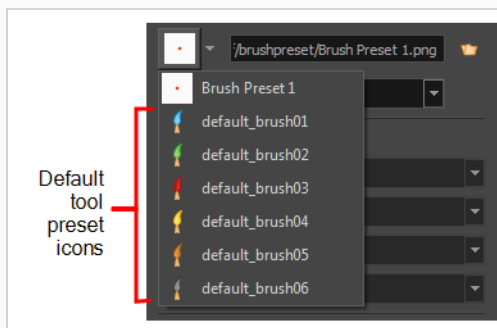 :/brushpreset/Brush Preset 1.png
Brush Preset 1
default_brush01
default_brush02
default_brush03
default_brush04
default_brush05
default_brush06
Default
tool
preset
icons